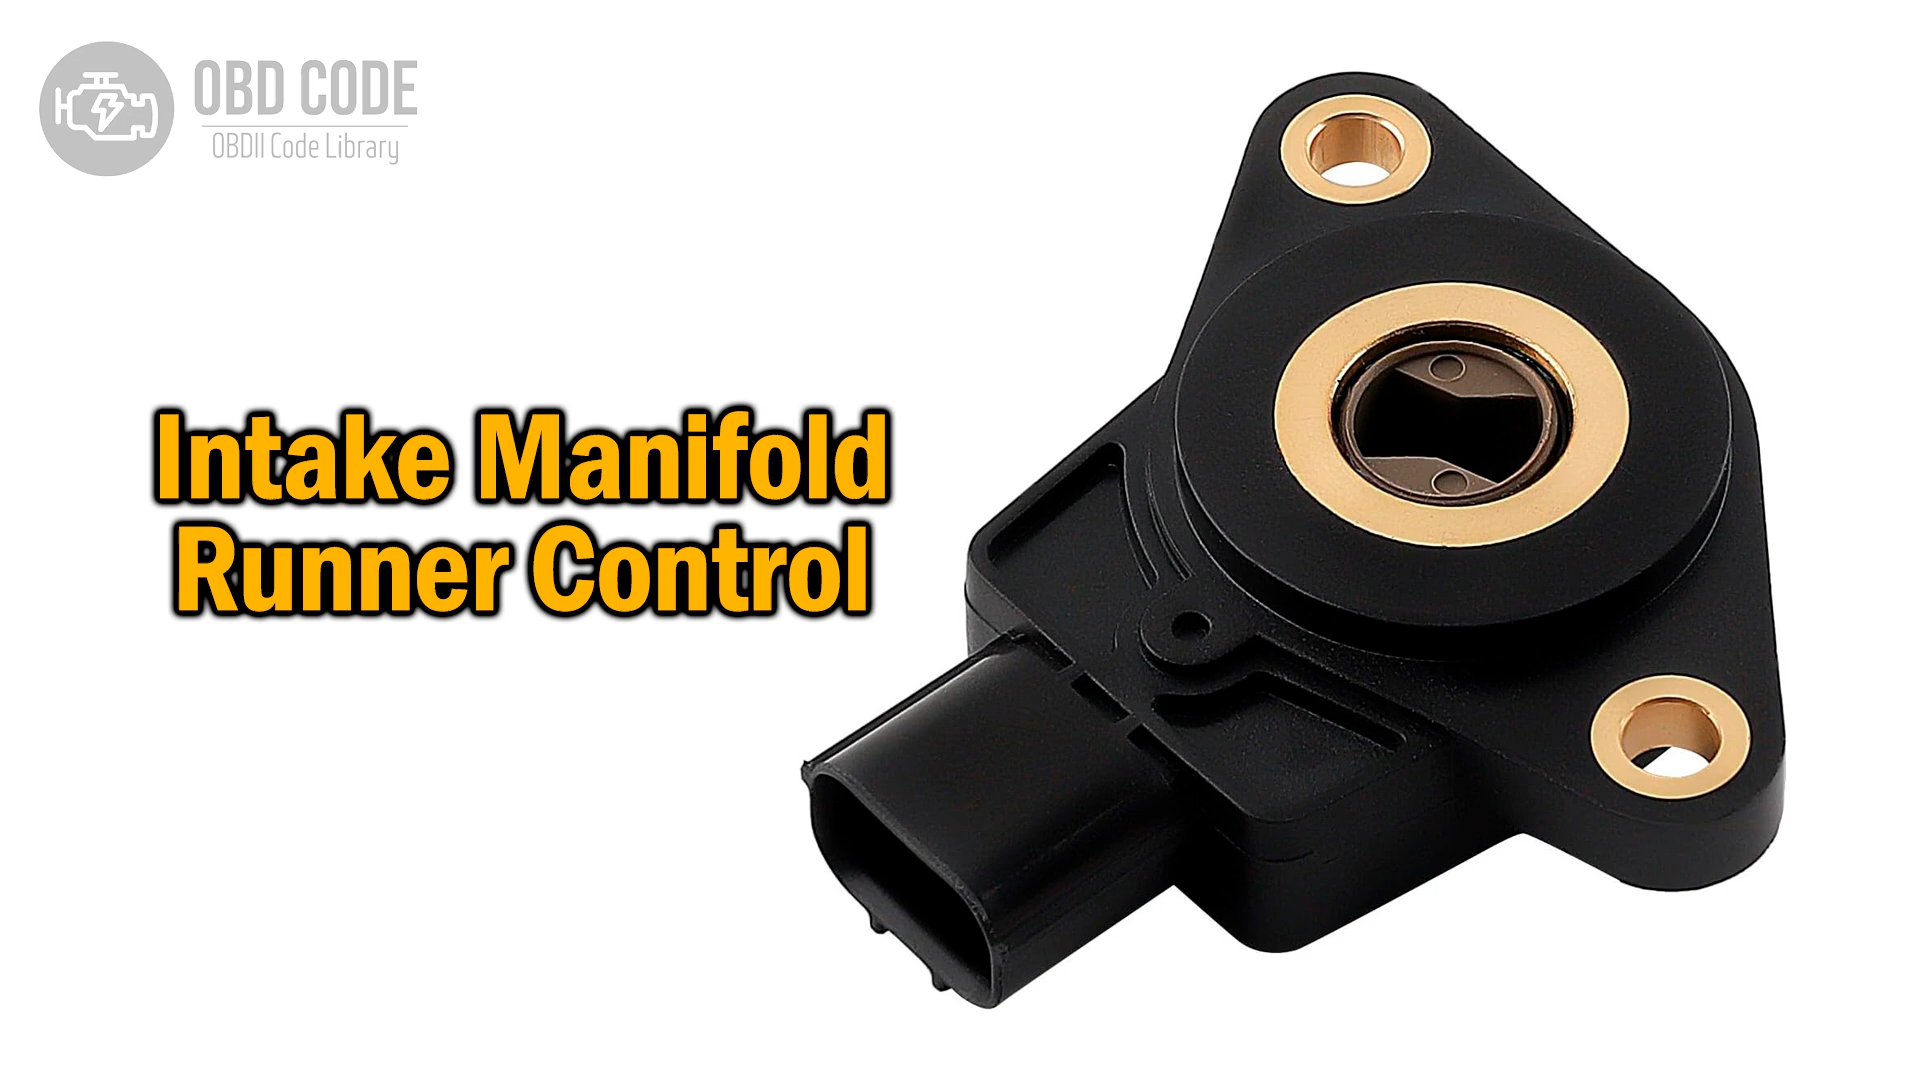 OBD CODE
OBDII Code Library
Intake Manifold
Runner Control